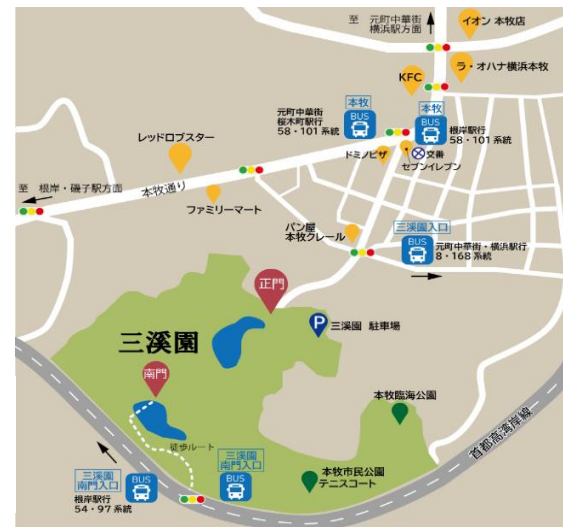 至 元町中華街
横浜駅方面
イオン 本牧店
ラ・オハナ横浜本牧
KFC
元町中華街
桜木町駅行
58・101系統
本牧
BUS
本牧
BUS
根岸駅行
58・101系統
レッドロブスター
ドミノピザ
交番
セブンイレブン
至 根岸・磯子駅方面
本牧通り
ファミリーマート
パン屋
本牧クレール
三溪園入口
BUS
元町中華街・横浜駅行
8・168系統
正門
P
三溪園 駐車場
三溪園
南門
本牧臨海公園
首都高湾岸線
徒歩ルート
三溪園
南門入口
BUS
根岸駅行
54・97系統
三溪園
南門入口
BUS
本牧市民公園
テニスコート